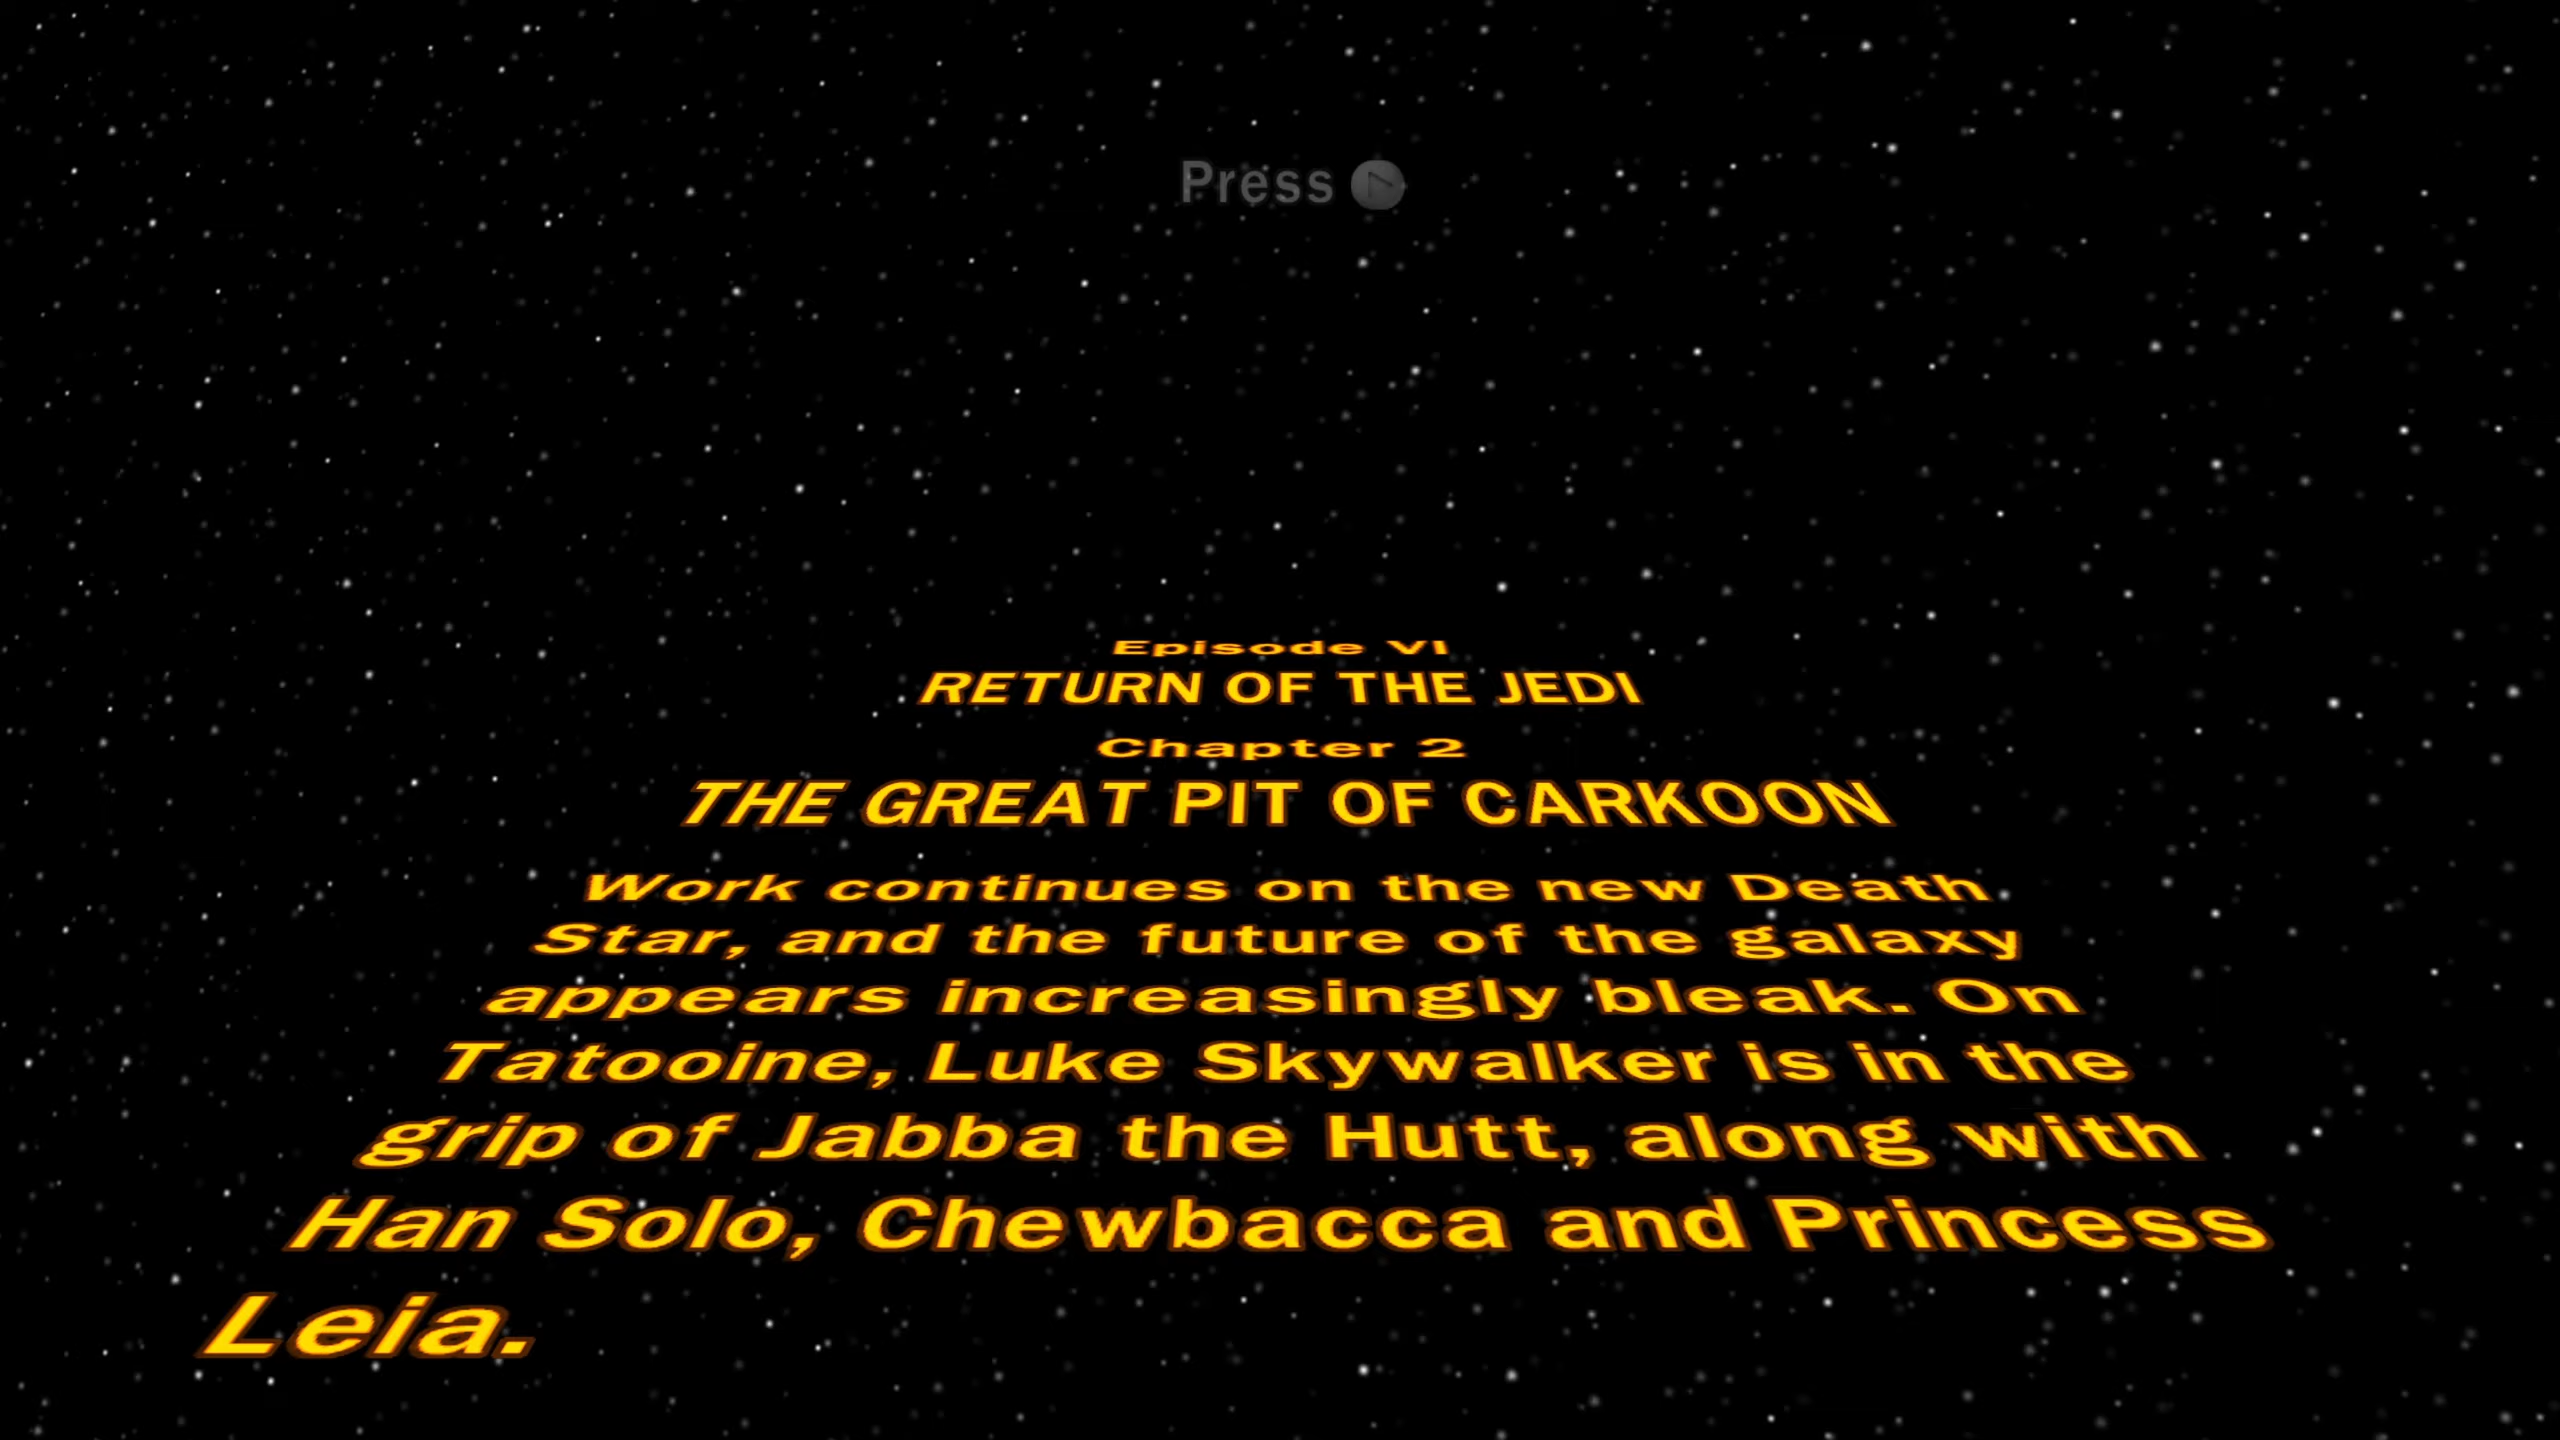 Press
Episode VI
RETURN OF THE JEDI
Chapter 2
THE GREAT PIT OF CARKOON
Work continues on the new Death
Star, and the future of the galaxy
appears increasingly bleak. On
Tatooine, Luke Skywalker is in the
grip of Jabba the Hutt, along with
Han Solo, Chewbacca and Princess
Leia.